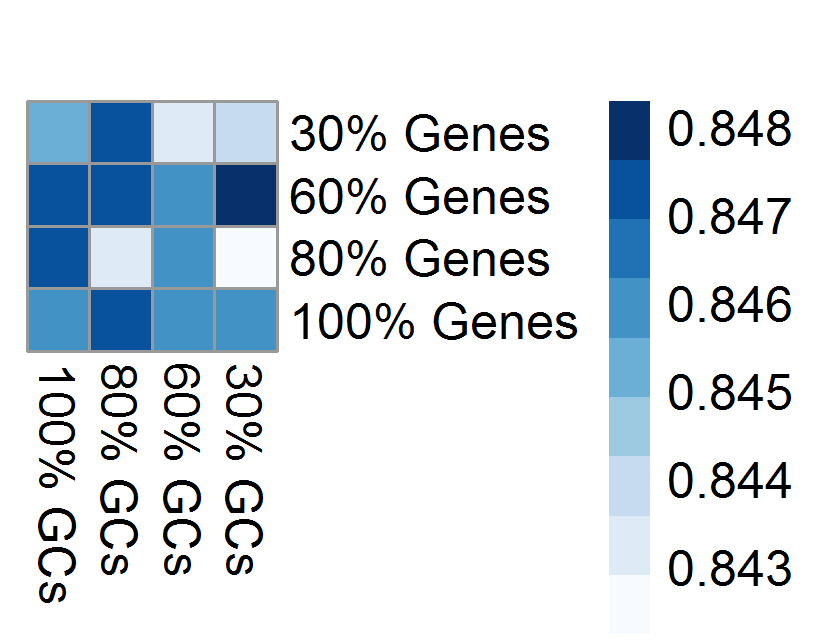 30% Genes
60% Genes
80% Genes
100% Genes
100% GCs
80% GCs
60% GCs
30% GCs
0.848
0.847
0.846
0.845
0.844
0.843